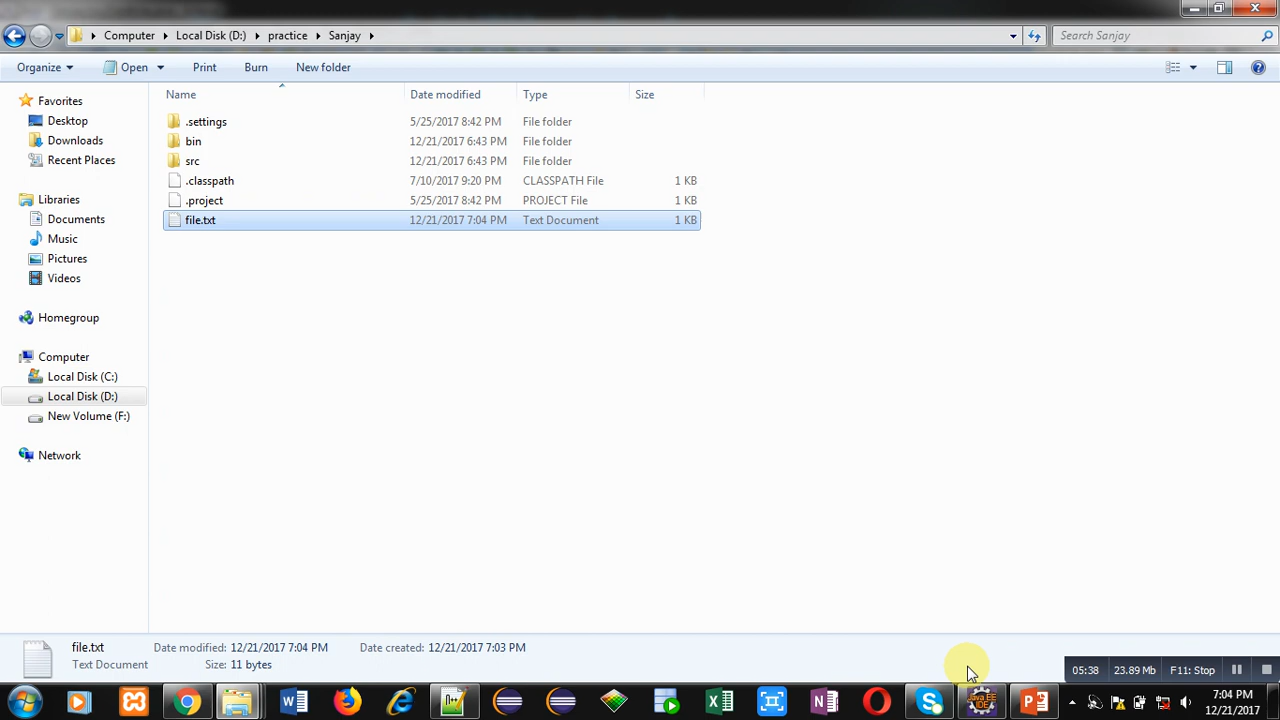 Computer Local Disk (D:) practice Sanjay
Search Sanjay
Organize Open Print Burn New folder
Name Date modified Type Size
Favorites
Desktop
Downloads
Recent Places
Libraries
Documents
Music
Pictures
Videos
Homegroup
Computer
Local Disk (C:)
Local Disk (D:)
New Volume (F:)
Network
.settings 5/25/2017 8:42 PM File folder
bin 12/21/2017 6:43 PM File folder
src 12/21/2017 6:43 PM File folder
.classpath 7/10/2017 9:20 PM CLASSPATH File 1 KB
.project 5/25/2017 8:42 PM PROJECT File 1 KB
file.txt 12/21/2017 7:04 PM Text Document 1 KB
file.txt Date modified: 12/21/2017 7:04 PM Date created: 12/21/2017 7:03 PM
Text Document Size: 11 bytes
05:38 23.89 Mb F11: Stop
Java EE
IDE
7:04 PM
12/21/2017